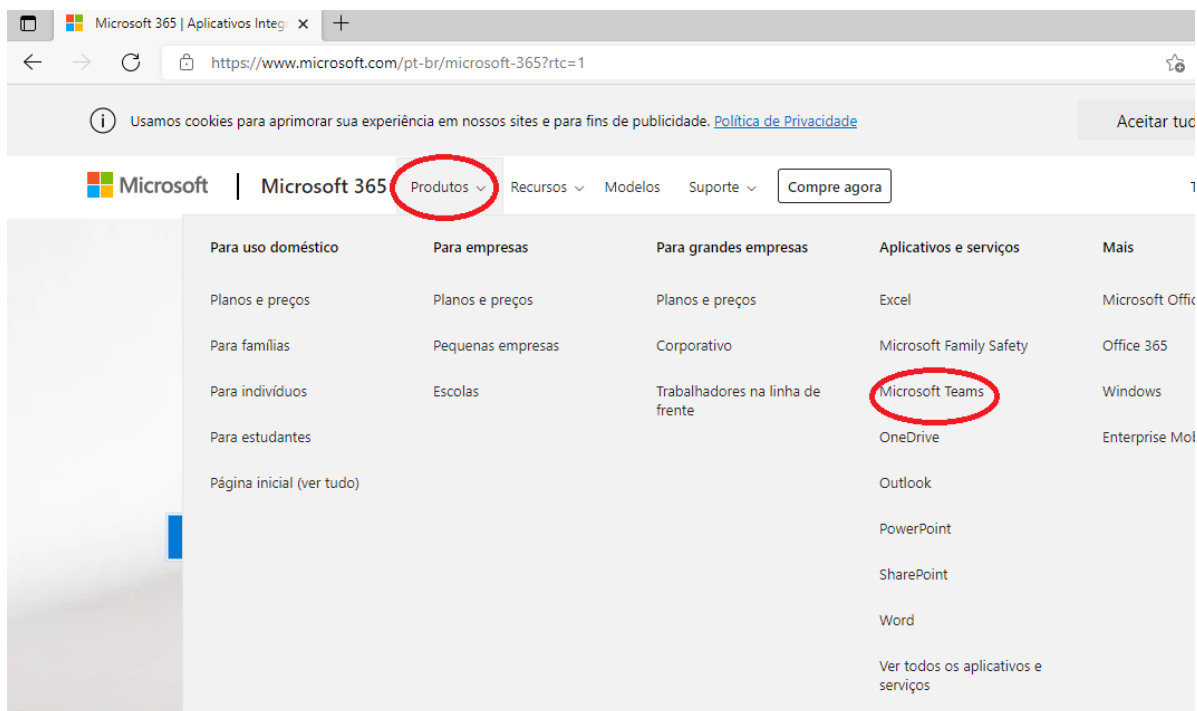 Microsoft 365 | Aplicativos Integ
https://www.microsoft.com/pt-br/microsoft-365?rtc=1
Usamos cookies para aprimorar sua experiência em nossos sites e para fins de publicidade. Política de Privacidade
Aceitar tud
Microsoft | Microsoft 365 Produtos Recursos Modelos Suporte Compre agora T
Para uso doméstico
Planos e preços
Para famílias
Para indivíduos
Para estudantes
Página inicial (ver tudo)
Para empresas
Planos e preços
Pequenas empresas
Escolas
Para grandes empresas
Planos e preços
Corporativo
Trabalhadores na linha de
frente
Aplicativos e serviços
Excel
Microsoft Family Safety
Microsoft Teams
OneDrive
Outlook
PowerPoint
SharePoint
Word
Ver todos os aplicativos e
serviços
Mais
Microsoft Offic
Office 365
Windows
Enterprise Mob